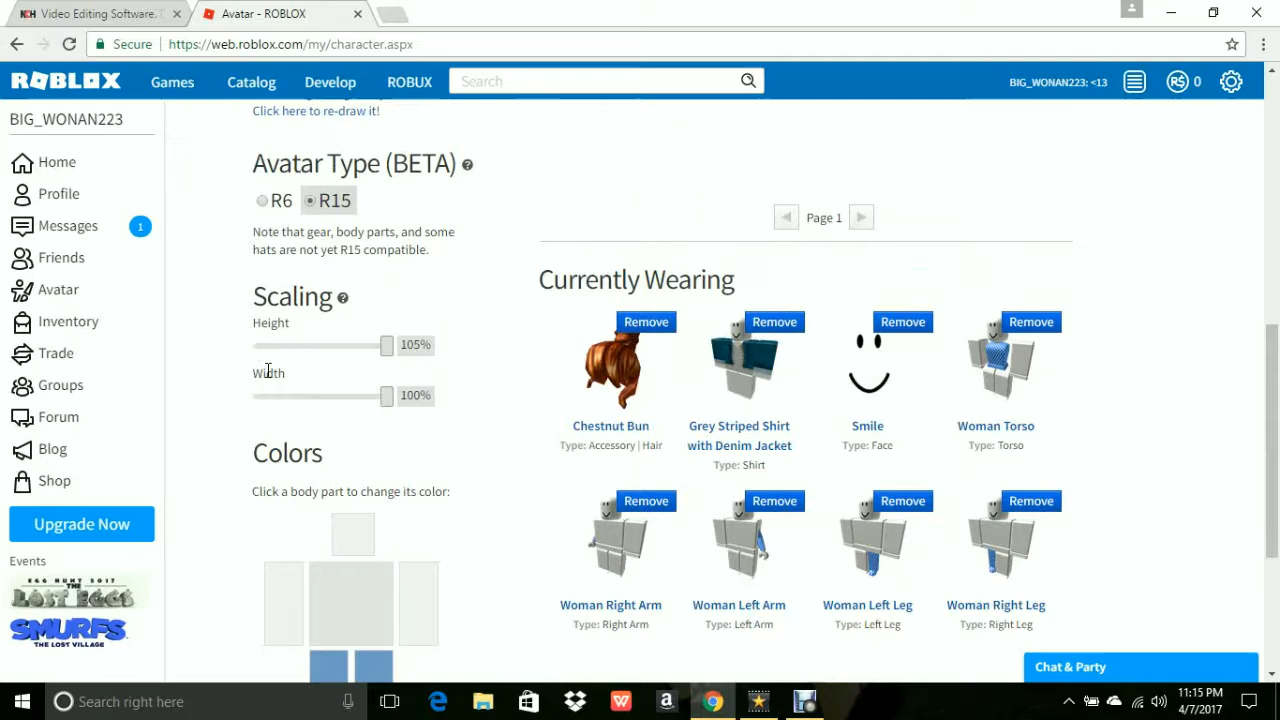 NCH Video Editing Software.
Avatar - ROBLOX
Secure https://web.roblox.com/my/character.aspx
ROBLOX Games Catalog Develop ROBUX Search BIG_WONAN223: <13 R$ 0
BIG_WONAN223
Home
Profile
Messages 1
Friends
Avatar
Inventory
Trade
Groups
Forum
Blog
Shop
Upgrade Now
Events
EGG HUNT 2017
THE LOST EGGS
SMURFS
THE LOST VILLAGE
Click here to re-draw it!
Avatar Type (BETA) ?
R6 R15
Note that gear, body parts, and some
hats are not yet R15 compatible.
Scaling ?
Height
105%
Width
100%
Colors
Click a body part to change its color:
Page 1
Currently Wearing
Remove Remove Remove Remove
Chestnut Bun
Type: Accessory | Hair
Grey Striped Shirt
with Denim Jacket
Type: Shirt
Smile
Type: Face
Woman Torso
Type: Torso
Remove Remove Remove Remove
Woman Right Arm
Type: Right Arm
Woman Left Arm
Type: Left Arm
Woman Left Leg
Type: Left Leg
Woman Right Leg
Type: Right Leg
Chat & Party
Search right here
11:15 PM
4/7/2017